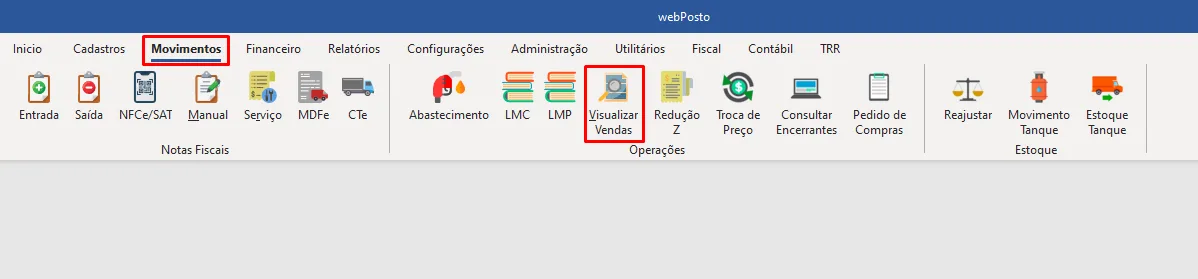 webPosto
Inicio Cadastros Movimentos Financeiro Relatórios Configurações Administração Utilitários Fiscal Contábil TRR
Entrada Saída NFCe/SAT Manual Serviço MDFe CTe Abastecimento LMC LMP Visualizar Redução Troca de Consultar Pedido de Reajustar Movimento Estoque
Vendas Z Preço Encerrantes Compras Tanque Tanque
Notas Fiscais Operações Estoque